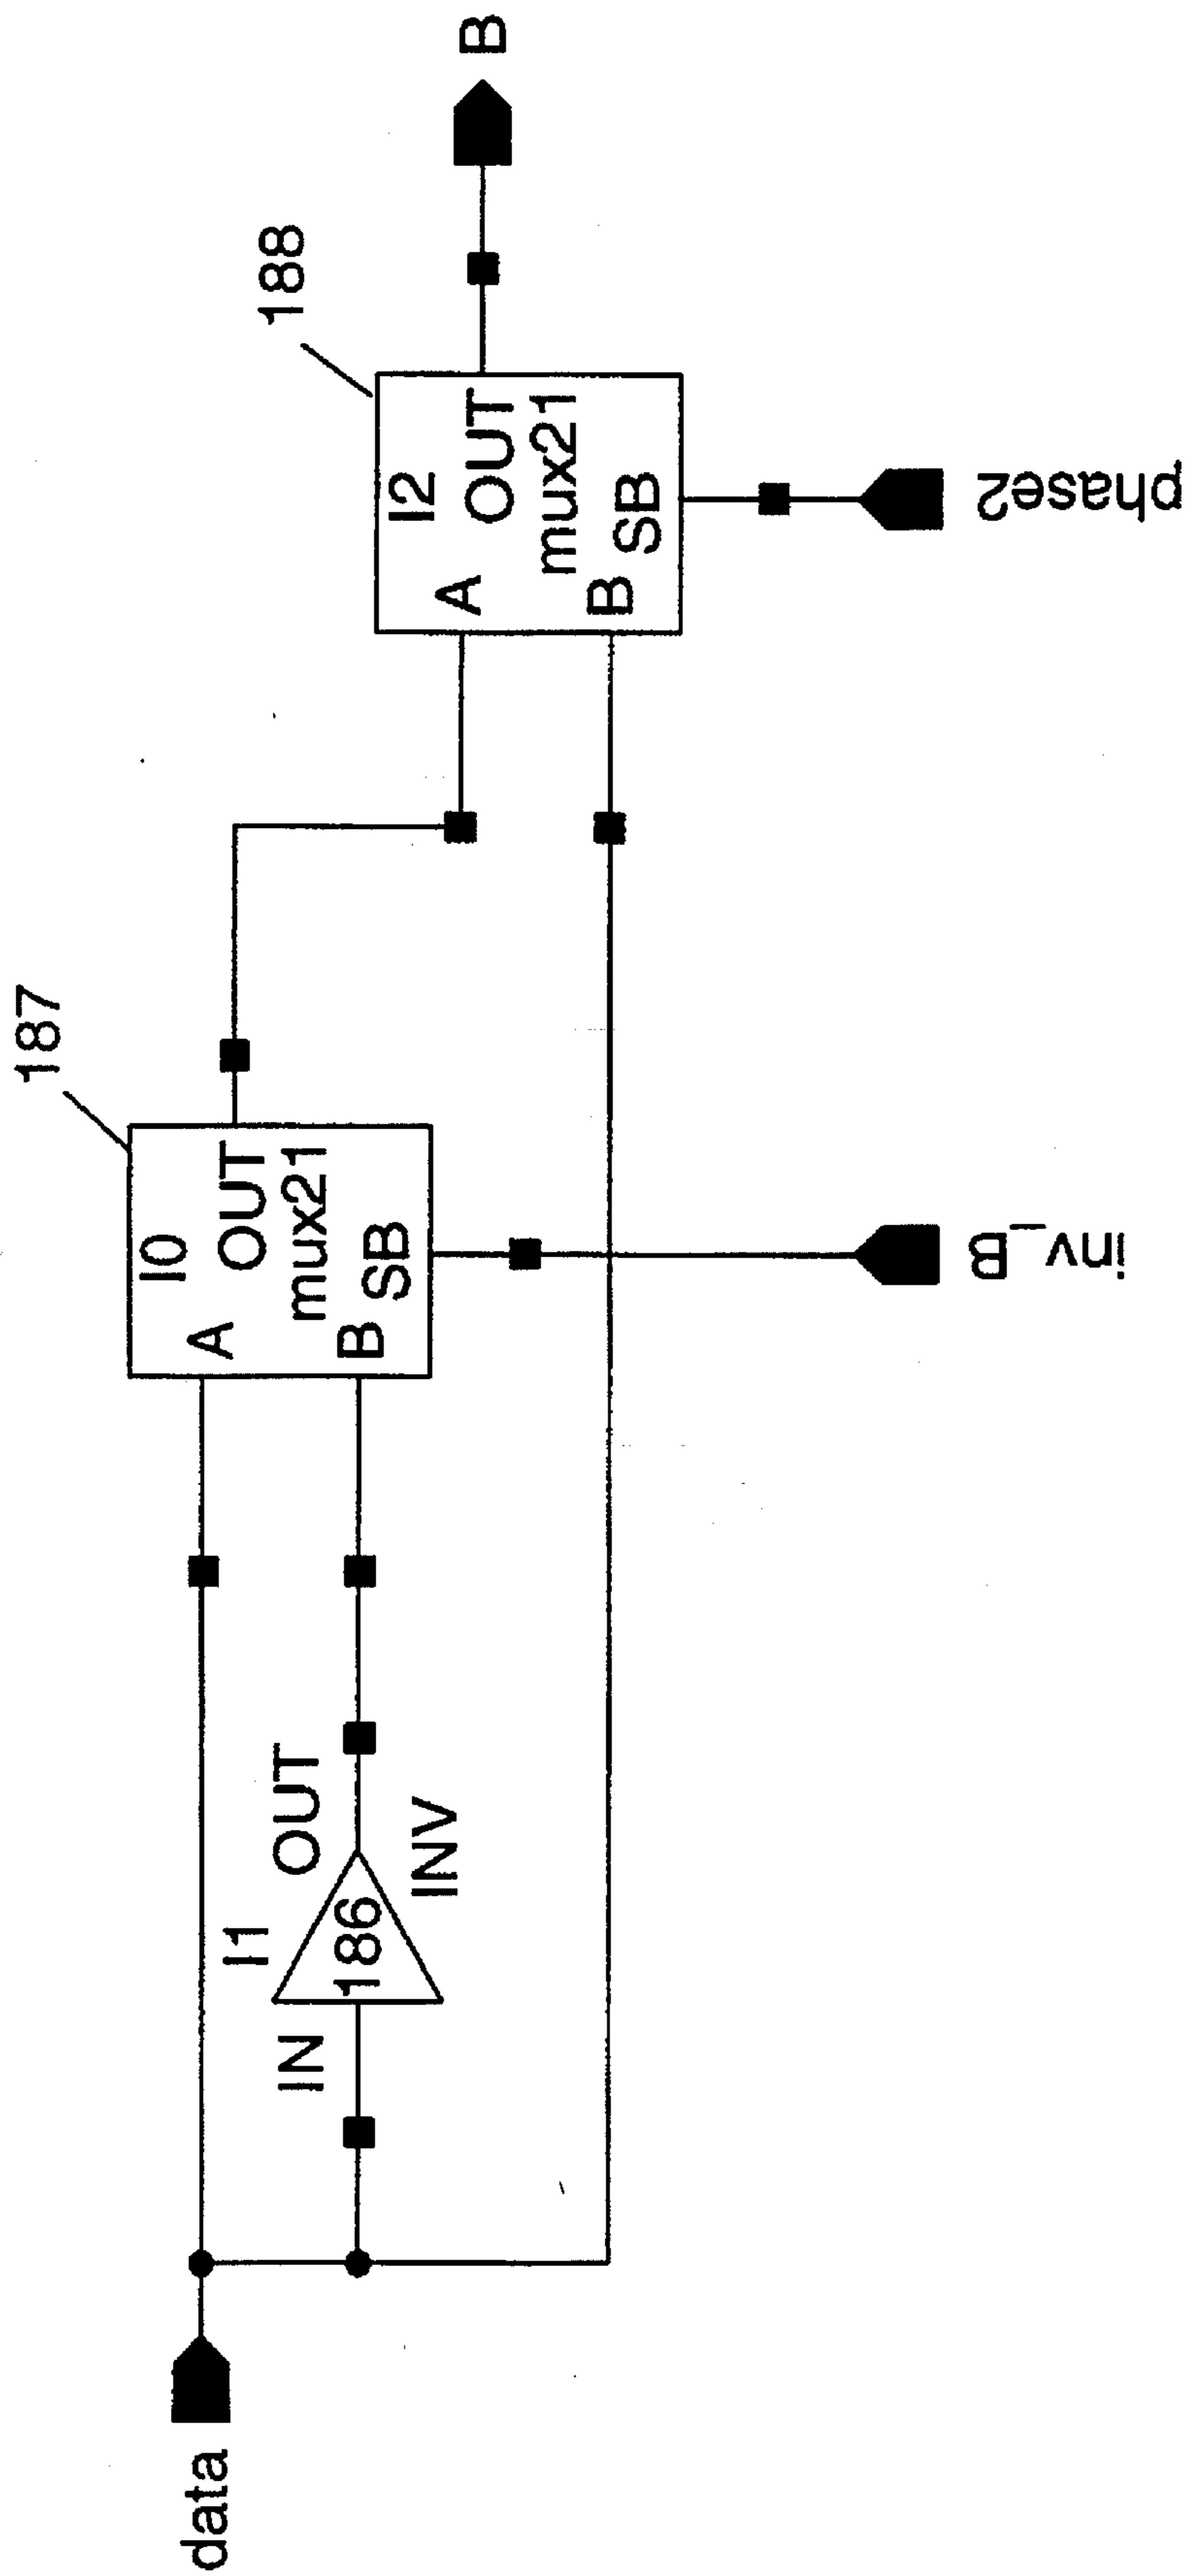 data
I1
IN
186
OUT
INV
187
I0
A
OUT
mux21
B
SB
inv_B
188
I2
A
OUT
mux21
B
SB
phase2
B